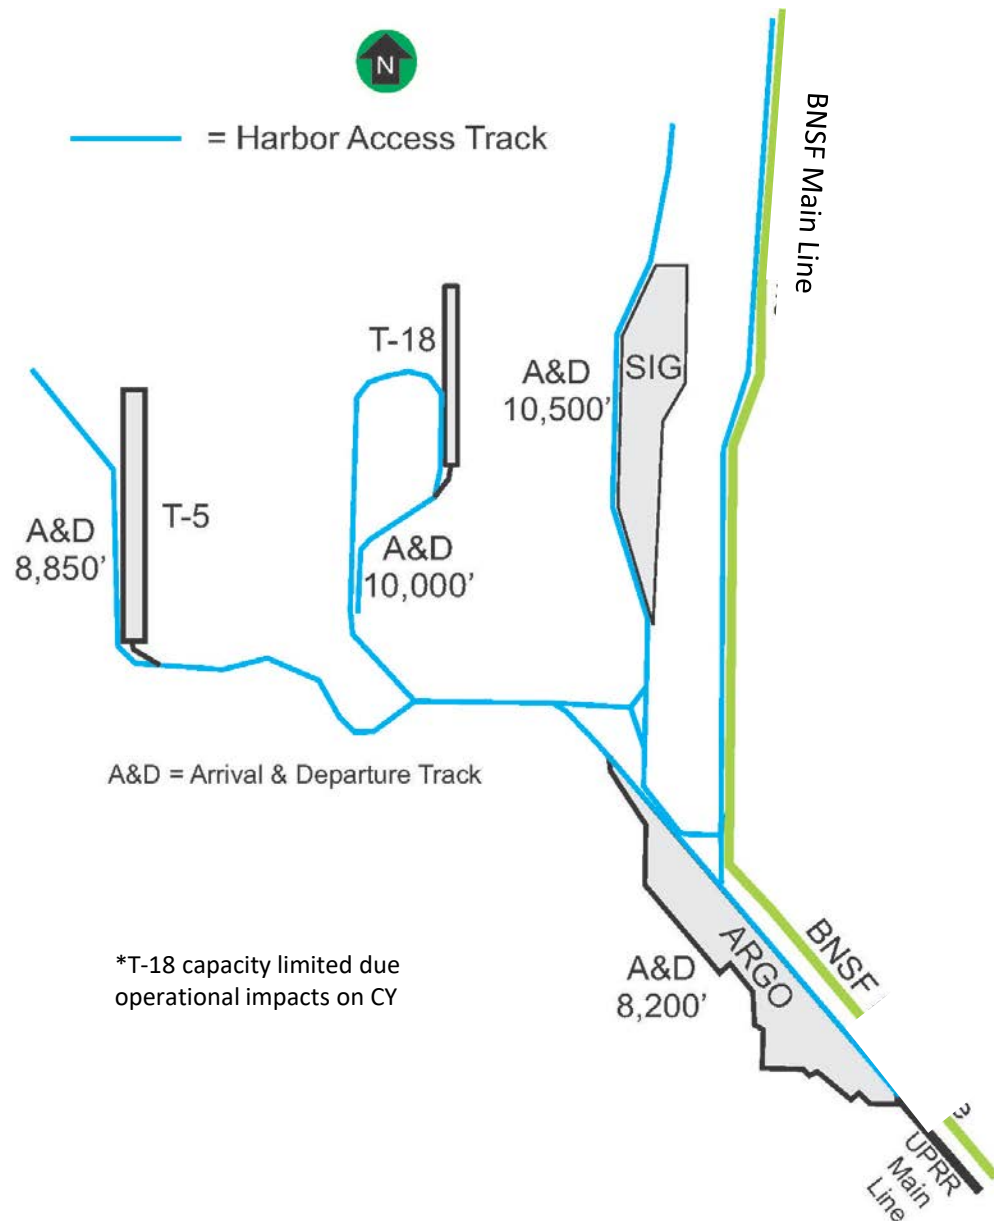 N
= Harbor Access Track
BNSF Main Line
T-18
A&D
10,500’
SIG
A&D
8,850’
T-5
A&D
10,000’
A&D = Arrival & Departure Track
*T-18 capacity limited due
operational impacts on CY
A&D
8,200’
ARGO
BNSF
UPRR
Main
Line